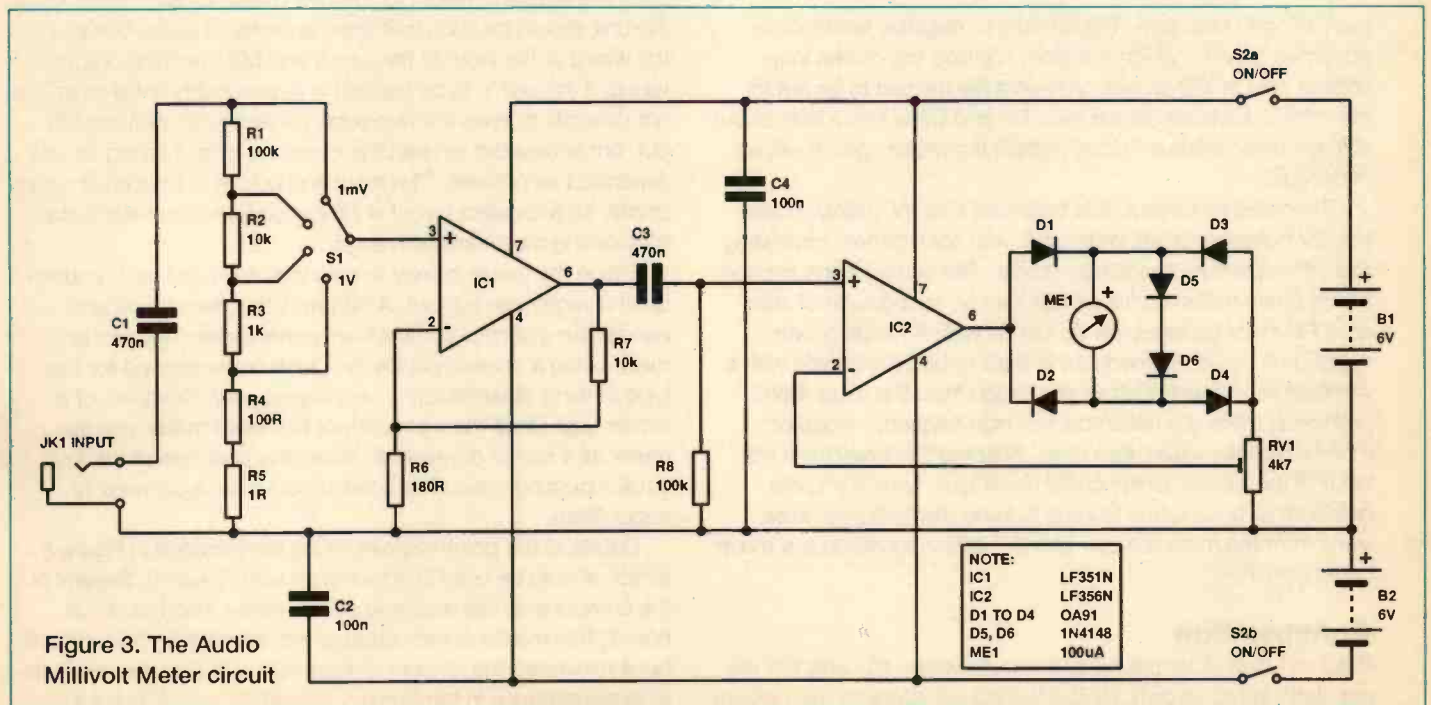 S2a
ON/OFF
R1
100k
1mV
R2
10k
S1
1V
R3
1k
C1
470n
R4
100R
R5
1R
JK1 INPUT
3
+
7
IC1
6
2
-
4
R7
10k
R6
180R
C3
470n
R8
100k
C4
100n
3
+
7
IC2
6
2
-
4
D1
D3
D5
ME1
+
D6
D2
D4
RV1
4k7
+
B1
6V
+
B2
6V
C2
100n
S2b
ON/OFF
NOTE:
IC1 LF351N
IC2 LF356N
D1 TO D4 OA91
D5, D6 1N4148
ME1 100uA
Figure 3. The Audio
Millivolt Meter circuit